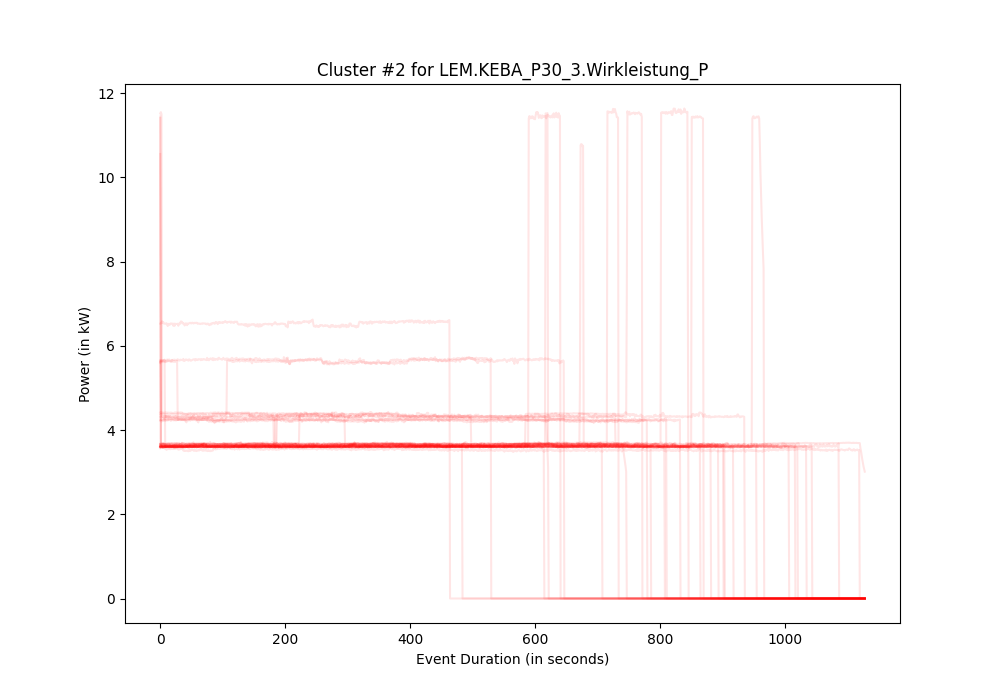 Cluster #2 for LEM.KEBA_P30_3.Wirkleistung_P
12
10
8
6
4
2
0
Power (in kW)
0 200 400 600 800 1000
Event Duration (in seconds)